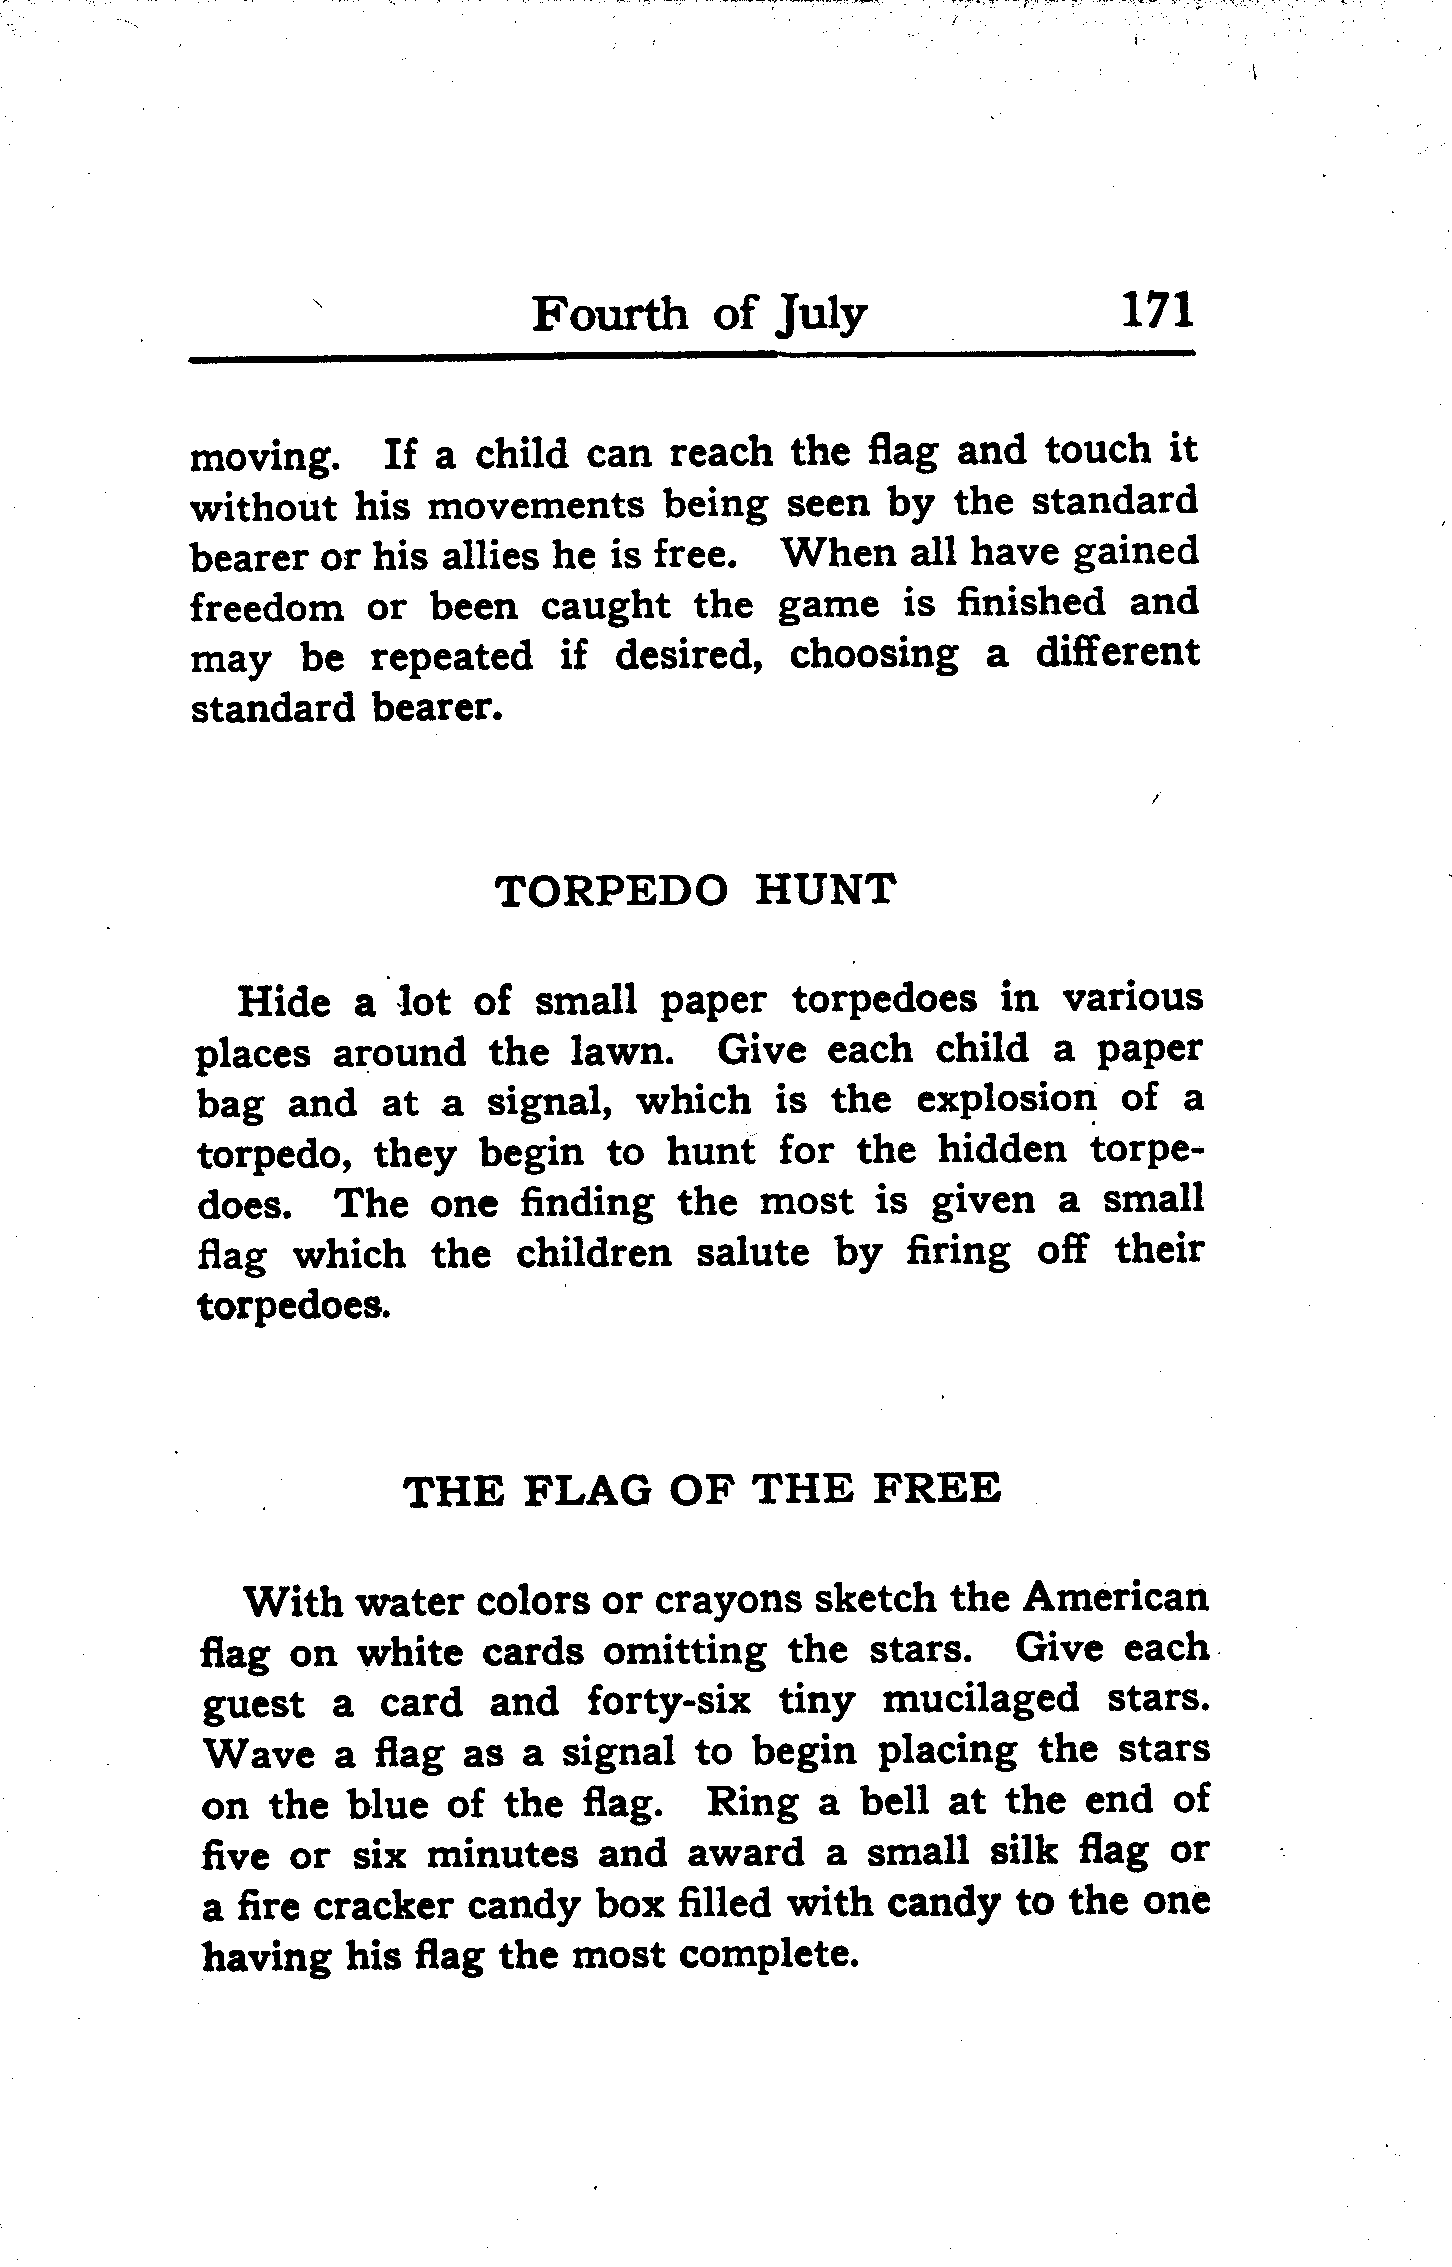 Fourth of July 171
moving. If a child can reach the flag and touch it
without his movements being seen by the standard
bearer or his allies he is free. When all have gained
freedom or been caught the game is finished and
may be repeated if desired, choosing a different
standard bearer.
TORPEDO HUNT
Hide a lot of small paper torpedoes in various
places around the lawn. Give each child a paper
bag and at a signal, which is the explosion of a
torpedo, they begin to hunt for the hidden torpe-
does. The one finding the most is given a small
flag which the children salute by firing off their
torpedoes.
THE FLAG OF THE FREE
With water colors or crayons sketch the American
flag on white cards omitting the stars. Give each
guest a card and forty-six tiny mucilaged stars.
Wave a flag as a signal to begin placing the stars
on the blue of the flag. Ring a bell at the end of
five or six minutes and award a small silk flag or
a fire cracker candy box filled with candy to the one
having his flag the most complete.